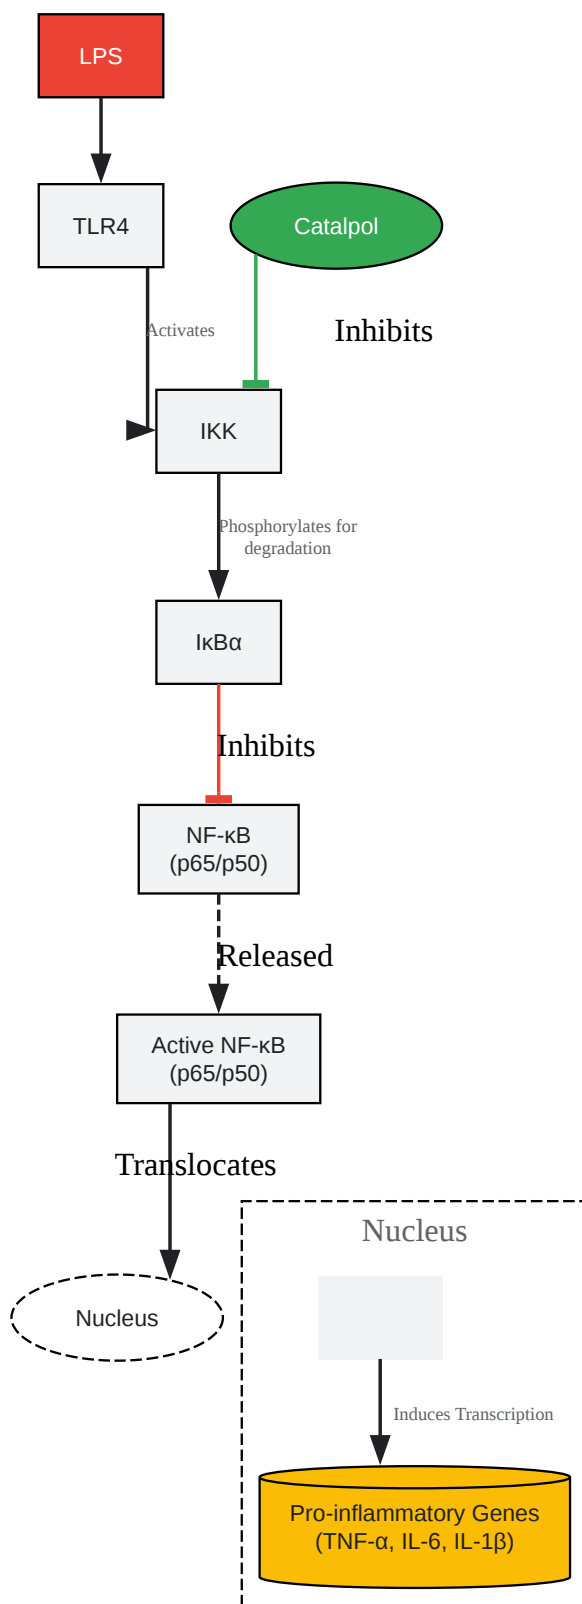 LPS
TLR4
Catalpol
Activates
Inhibits
IKK
Phosphorylates for
degradation
IκBα
Inhibits
NF-κB
(p65/p50)
Released
Active NF-κB
(p65/p50)
Translocates
Nucleus
Nucleus
Induces Transcription
Pro-inflammatory Genes
(TNF-α, IL-6, IL-1β)